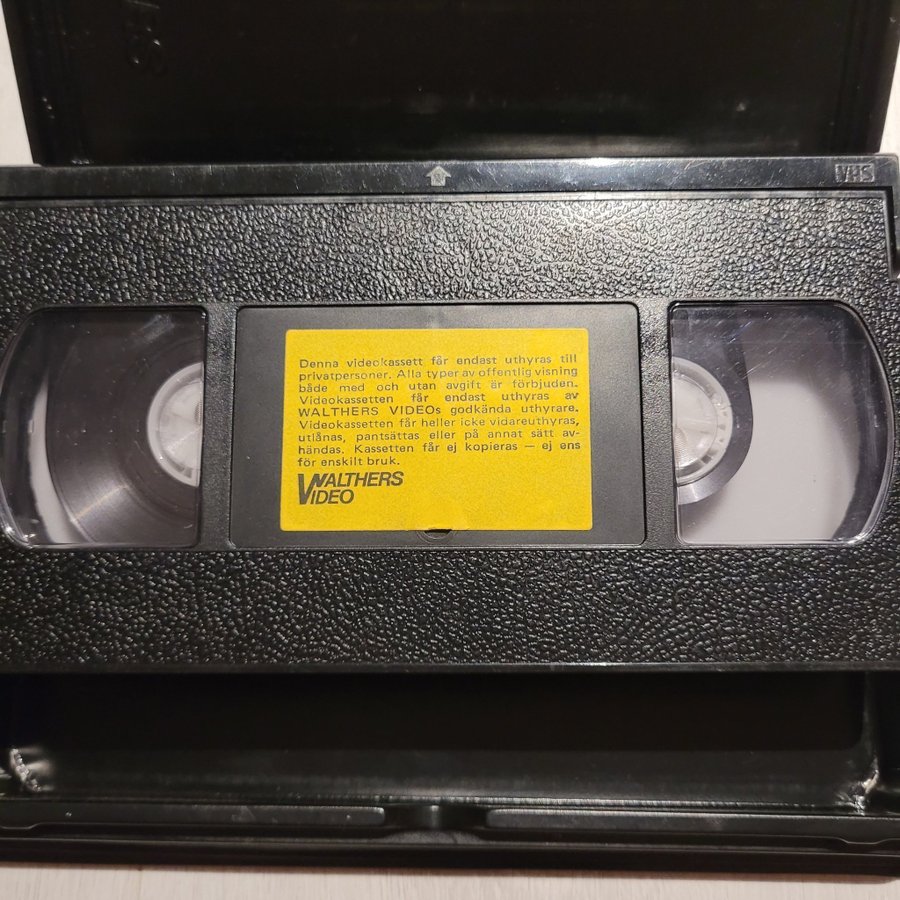 VHS
Denna videokassett får endast uthyras till
privatpersoner. Alla typer av offentlig visning
både med och utan avgift är förbjuden.
Videokassetten får endast uthyras av
WALTHERS VIDEOs godkända uthyrare.
Videokassetten får heller icke vidareuthyras,
utlånas, pantsättas eller på annat sätt av-
händas. Kassetten får ej kopieras — ej ens
för enskilt bruk.
WALTHERS
VIDEO